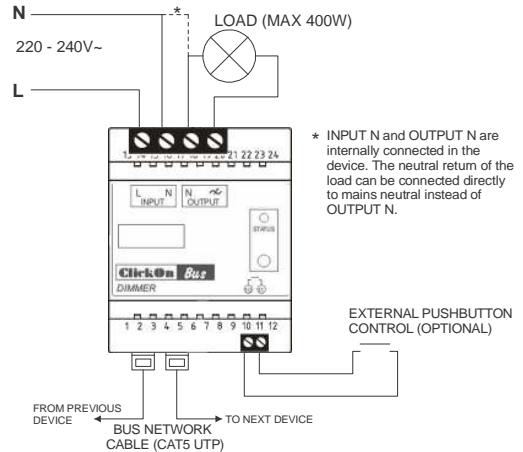 N
*
LOAD (MAX 400W)
220 - 240V~
L
* INPUT N and OUTPUT N are
internally connected in the
device. The neutral return of the
load can be connected directly
to mains neutral instead of
OUTPUT N.
13 14 15 16 17 18 19 20 21 22 23 24
L N N
INPUT OUTPUT
STATUS
ClickOn Bus
DIMMER
1 2 3 4 5 6 7 8 9 10 11 12
EXTERNAL PUSHBUTTON
CONTROL (OPTIONAL)
FROM PREVIOUS
DEVICE
TO NEXT DEVICE
BUS NETWORK
CABLE (CAT5 UTP)